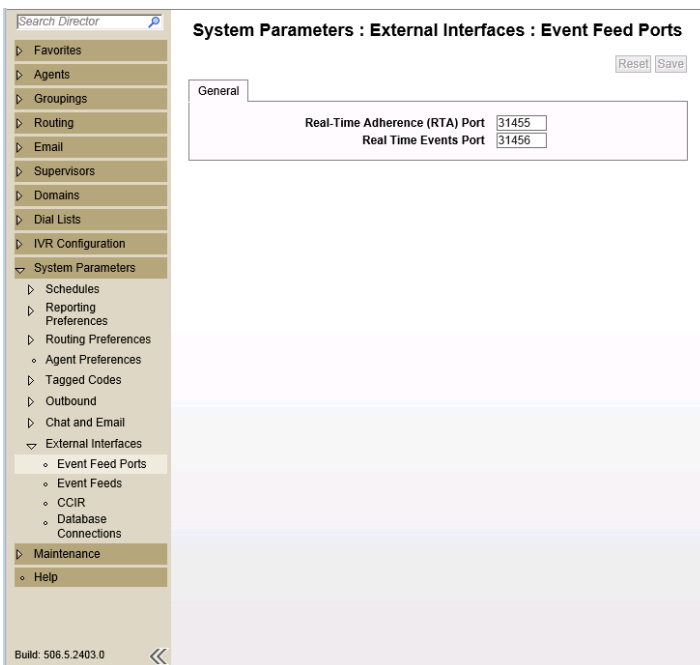 Search Director
Favorites
Agents
Groupings
Routing
Email
Supervisors
Domains
Dial Lists
IVR Configuration
System Parameters
Schedules
Reporting
Preferences
Routing Preferences
Agent Preferences
Tagged Codes
Outbound
Chat and Email
External Interfaces
Event Feed Ports
Event Feeds
CCIR
Database
Connections
Maintenance
Help
Build: 506.5.2403.0
System Parameters : External Interfaces : Event Feed Ports
Reset Save
General
Real-Time Adherence (RTA) Port 31455
Real Time Events Port 31456